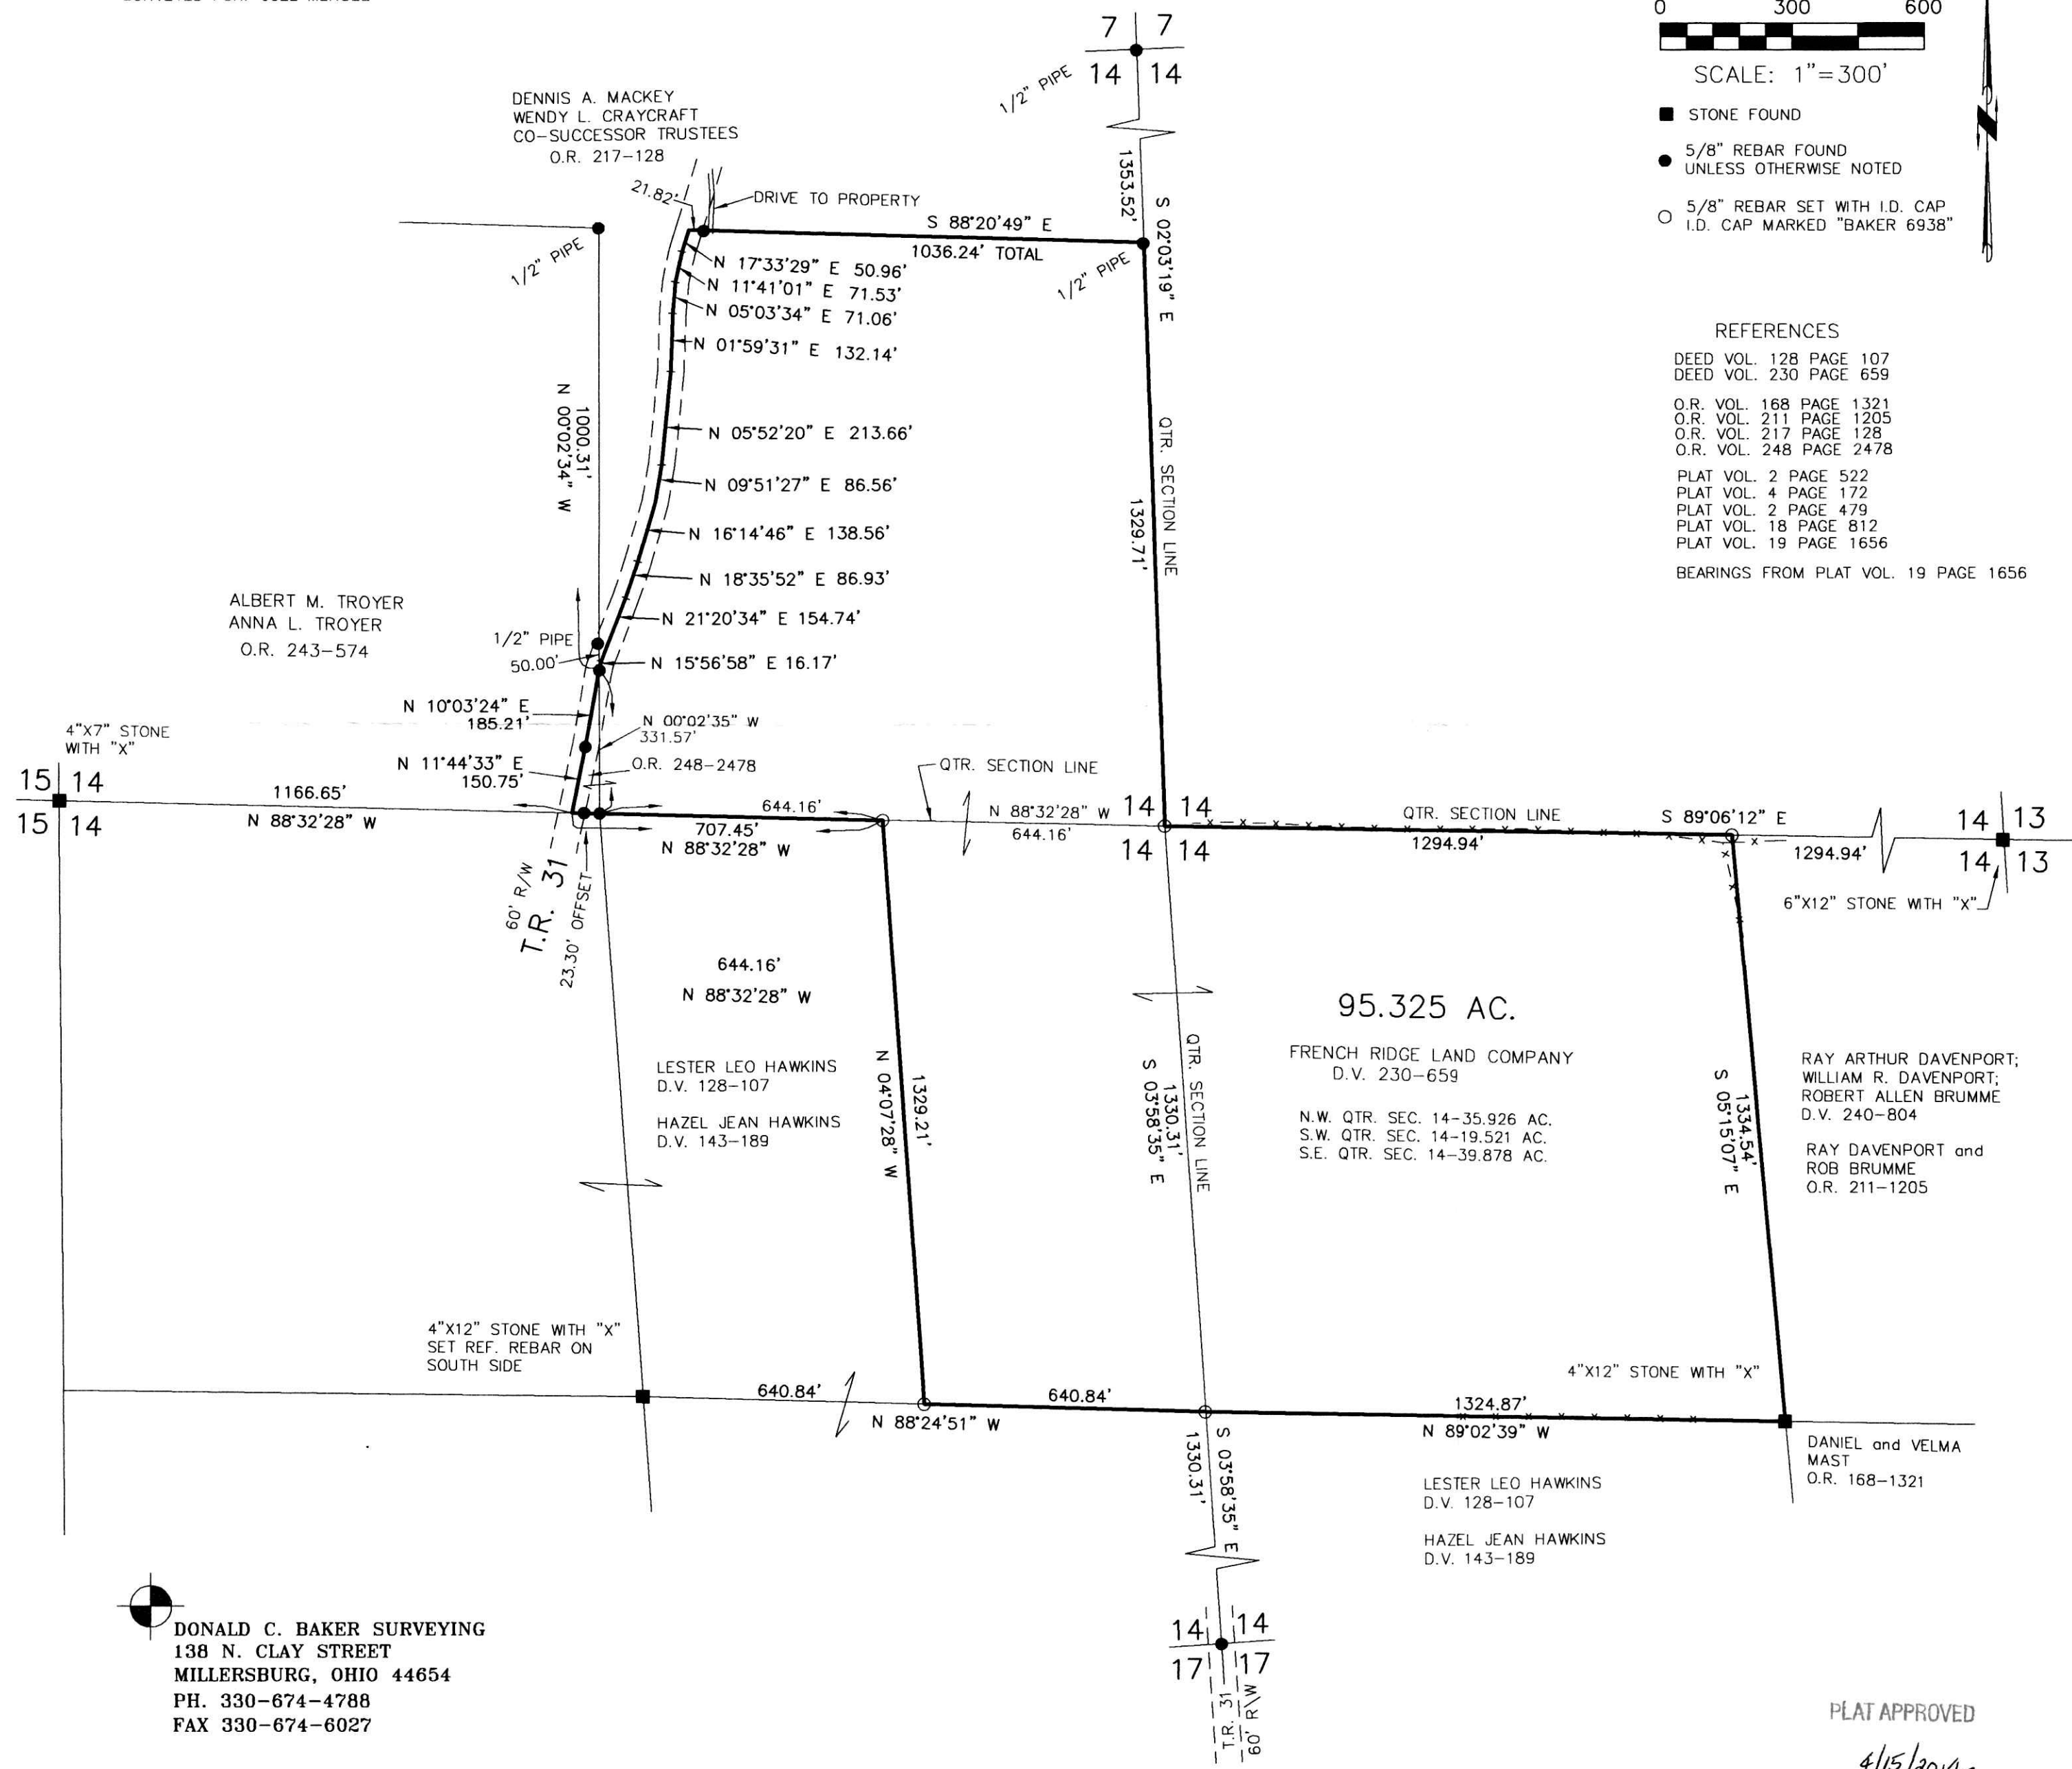 0 300 600
SCALE: 1"=300'
STONE FOUND
5/8" REBAR FOUND
UNLESS OTHERWISE NOTED
5/8" REBAR SET WITH I.D. CAP
I.D. CAP MARKED "BAKER 6938"
7 7
14 14
1/2" PIPE
DENNIS A. MACKEY
WENDY L. CRAYCRAFT
CO-SUCCESSOR TRUSTEES
O.R. 217-128
21.82'
DRIVE TO PROPERTY
1353.52'
S 02°03'19" E
S 88°20'49" E
1036.24' TOTAL
1/2" PIPE
1/2" PIPE
N 17°33'29" E 50.96'
N 11°41'01" E 71.53'
N 05°03'34" E 71.06'
N 01°59'31" E 132.14'
N 05°52'20" E 213.66'
N 09°51'27" E 86.56'
N 16°14'46" E 138.56'
N 18°35'52" E 86.93'
N 21°20'34" E 154.74'
N 15°56'58" E 16.17'
1000.31'
N 00°02'34" W
QTR. SECTION LINE
1329.71'
REFERENCES
DEED VOL. 128 PAGE 107
DEED VOL. 230 PAGE 659
O.R. VOL. 168 PAGE 1321
O.R. VOL. 211 PAGE 1205
O.R. VOL. 217 PAGE 128
O.R. VOL. 248 PAGE 2478
PLAT VOL. 2 PAGE 522
PLAT VOL. 4 PAGE 172
PLAT VOL. 2 PAGE 479
PLAT VOL. 18 PAGE 812
PLAT VOL. 19 PAGE 1656
BEARINGS FROM PLAT VOL. 19 PAGE 1656
ALBERT M. TROYER
ANNA L. TROYER
O.R. 243-574
1/2" PIPE
50.00'
N 10°03'24" E
185.21'
N 00°02'35" W
331.57'
N 11°44'33" E
150.75'
O.R. 248-2478
4"X7" STONE
WITH "X"
15 14
15 14
1166.65'
N 88°32'28" W
644.16'
707.45'
N 88°32'28" W
QTR. SECTION LINE
N 88°32'28" W
644.16'
14 14
14 14
QTR. SECTION LINE
S 89°06'12" E
1294.94'
1294.94'
14 13
14 13
6"X12" STONE WITH "X"
60' R/W
T.R. 31
23.30' OFFSET
644.16'
N 88°32'28" W
LESTER LEO HAWKINS
D.V. 128-107
HAZEL JEAN HAWKINS
D.V. 143-189
N 04°07'28" W
1329.21'
S 03°58'35" E
1330.31'
QTR. SECTION LINE
95.325 AC.
FRENCH RIDGE LAND COMPANY
D.V. 230-659
N.W. QTR. SEC. 14-35.926 AC.
S.W. QTR. SEC. 14-19.521 AC.
S.E. QTR. SEC. 14-39.878 AC.
S 05°15'07" E
1334.54'
RAY ARTHUR DAVENPORT;
WILLIAM R. DAVENPORT;
ROBERT ALLEN BRUMME
D.V. 240-804
RAY DAVENPORT and
ROB BRUMME
O.R. 211-1205
4"X12" STONE WITH "X"
SET REF. REBAR ON
SOUTH SIDE
640.84'
N 88°24'51" W
640.84'
4"X12" STONE WITH "X"
1324.87'
N 89°02'39" W
DANIEL and VELMA
MAST
O.R. 168-1321
1330.31'
S 03°58'35" E
LESTER LEO HAWKINS
D.V. 128-107
HAZEL JEAN HAWKINS
D.V. 143-189
14 14
17 17
T.R. 31
60' R\W
DONALD C. BAKER SURVEYING
138 N. CLAY STREET
MILLERSBURG, OHIO 44654
PH. 330-674-4788
FAX 330-674-6027
PLAT APPROVED